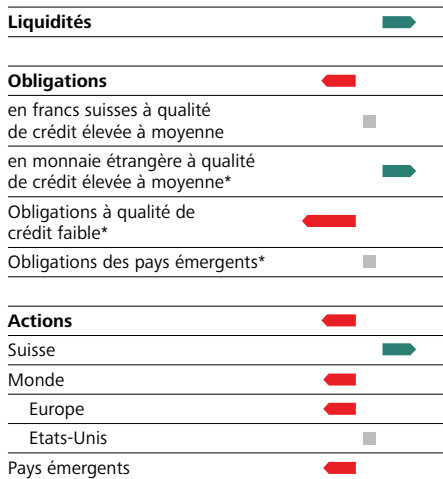 Liquidités
Obligations
en francs suisses à qualité
de crédit élevée à moyenne
en monnaie étrangère à qualité
de crédit élevée à moyenne*
Obligations à qualité de
crédit faible*
Obligations des pays émergents*
Actions
Suisse
Monde
Europe
Etats-Unis
Pays émergents